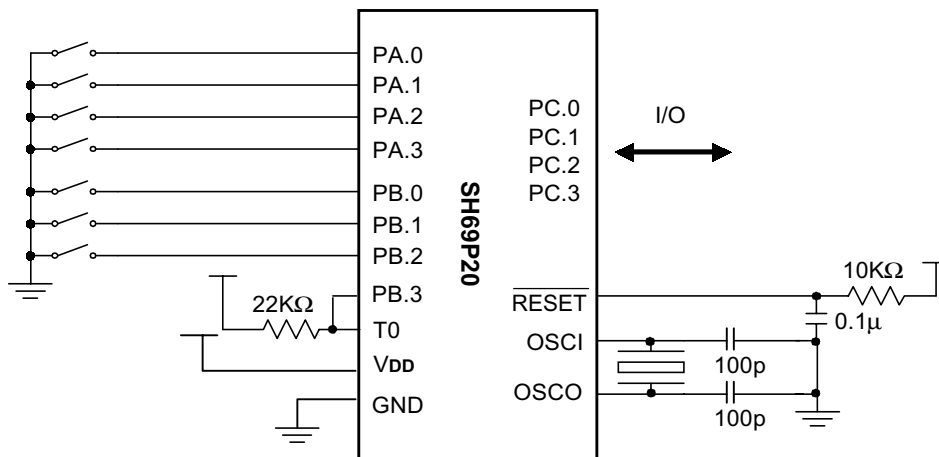 PA.0
PA.1
PA.2
PA.3
PB.0
PB.1
PB.2
PB.3
22KΩ
T0
VDD
GND
SH69P20
PC.0
PC.1
PC.2
PC.3
I/O
RESET
10KΩ
0.1μ
OSCI
100p
OSCO
100p